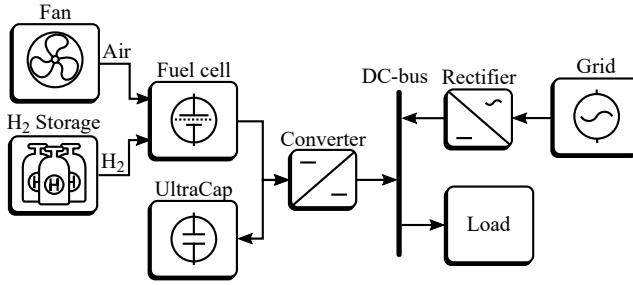 Fan
Air
Fuel cell
H₂ Storage
H₂
UltraCap
Converter
DC-bus
Rectifier
Grid
Load
H
H
H